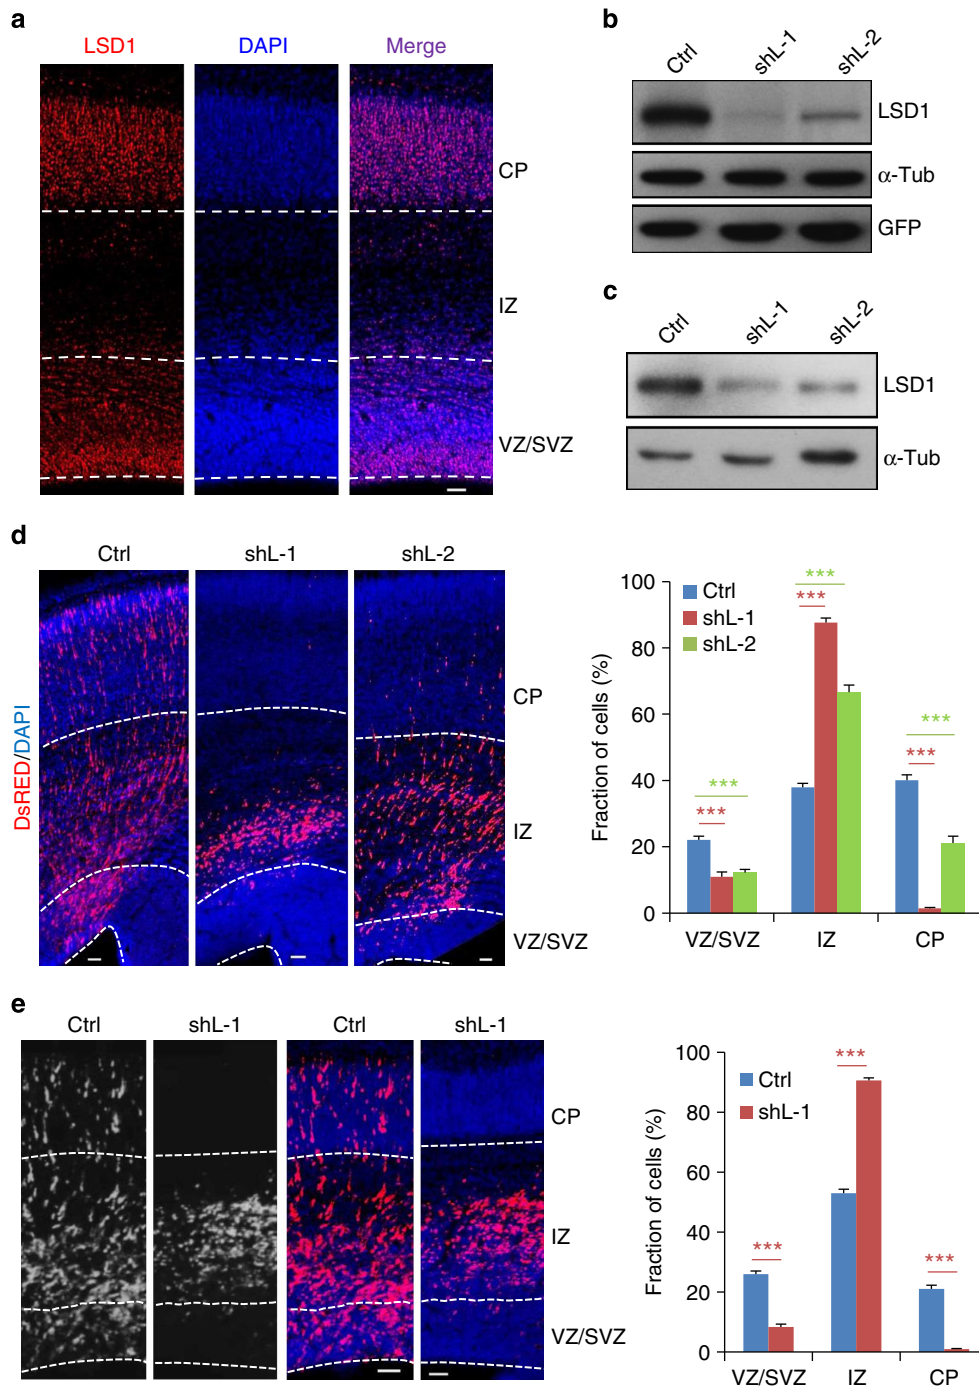 a
LSD1 DAPI Merge
CP
IZ
VZ/SVZ
b
Ctrl shL-1 shL-2
LSD1
α-Tub
GFP
c
Ctrl shL-1 shL-2
LSD1
α-Tub
d
Ctrl shL-1 shL-2
DsRED/DAPI
CP
IZ
VZ/SVZ
Fraction of cells (%)
100
80
60
40
20
0
Ctrl
shL-1
shL-2
*** ***
*** ***
*** ***
VZ/SVZ IZ CP
e
Ctrl shL-1 Ctrl shL-1
CP
IZ
VZ/SVZ
Fraction of cells (%)
100
80
60
40
20
0
Ctrl
shL-1
*** *** ***
VZ/SVZ IZ CP